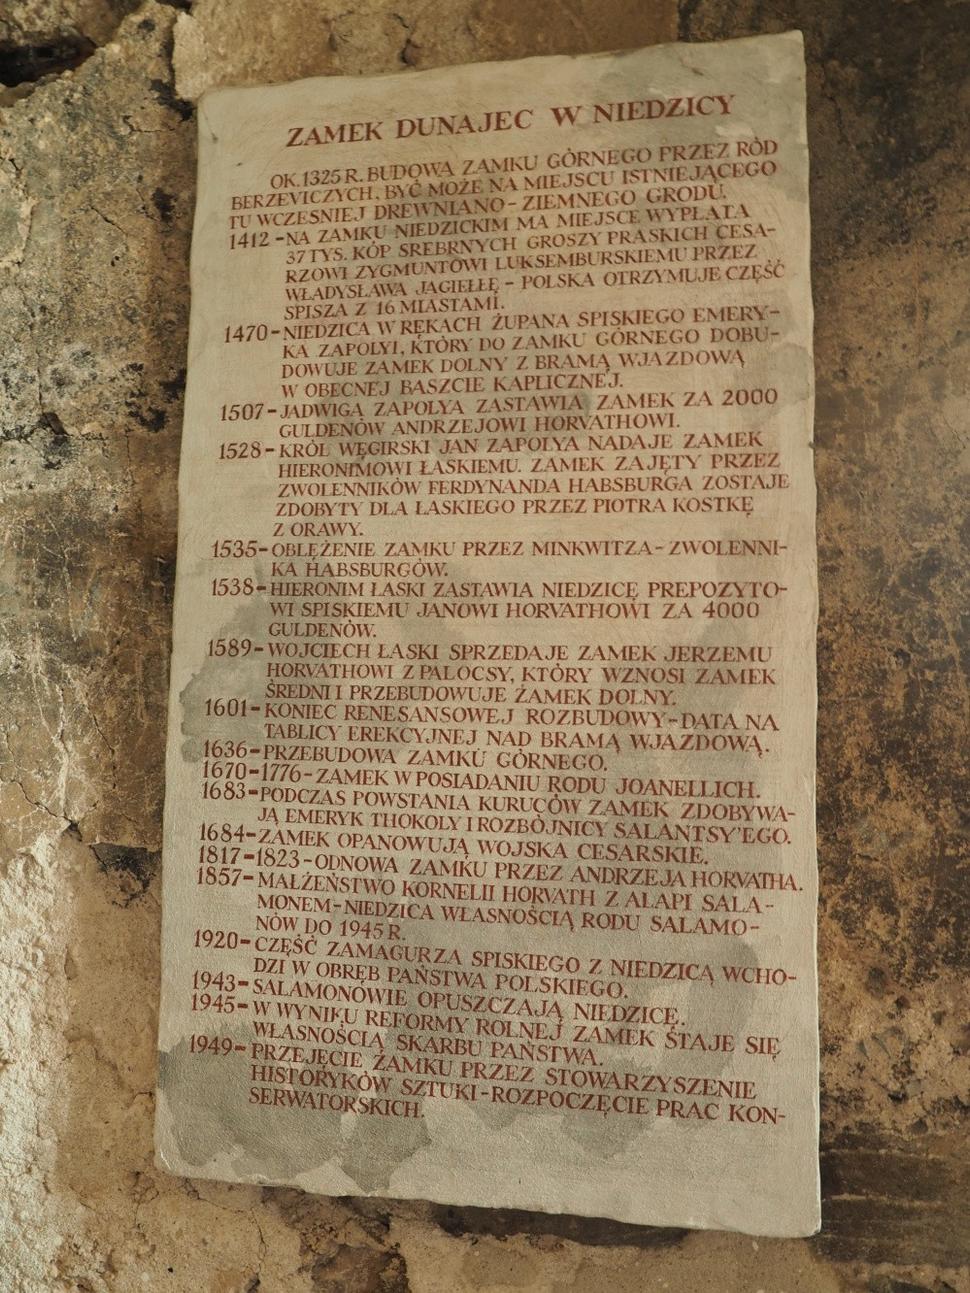 ZAMEK DUNAJEC W NIEDZICY
OK. 1325 R. BUDOWA ZAMKU GÓRNEGO PRZEZ RÓD
BERZEVICZYCH, BYĆ MOŻE NA MIEJSCU ISTNIEJĄCEGO
TU WCZEŚNIEJ DREWNIANO - ZIEMNEGO GRODU.
1412 - NA ZAMKU NIEDZICKIM MA MIEJSCE WYPŁATA
37 TYS. KÓP SREBRNYCH GROSZY PRASKICH CESA-
RZOWI ZYGMUNTOWI LUKSEMBURSKIEMU PRZEZ
WŁADYSŁAWA JAGIEŁŁĘ - POLSKA OTRZYMUJE CZĘŚĆ
SPISZA Z 16 MIASTAMI.
1470 - NIEDZICA W RĘKACH ŻUPANA SPISKIEGO EMERY-
KA ZAPOLYI, KTÓRY DO ZAMKU GÓRNEGO DOBU-
DOWUJE ZAMEK DOLNY Z BRAMĄ WJAZDOWĄ
W OBECNEJ BASZCIE KAPLICZNEJ.
1507 - JADWIGA ZAPOLYA ZASTAWIA ZAMEK ZA 2000
GULDENÓW ANDRZEJOWI HORVATHOWI.
1528 - KRÓL WĘGIRSKI JAN ZAPOLYA NADAJE ZAMEK
HIERONIMOWI ŁASKIEMU. ZAMEK ZAJĘTY PRZEZ
ZWOLENNIKÓW FERDYNANDA HABSBURGA ZOSTAJE
ZDOBYTY DLA ŁASKIEGO PRZEZ PIOTRA KOSTKĘ
Z ORAWY.
1535 - OBLĘŻENIE ZAMKU PRZEZ MINKWITZA - ZWOLENNI-
KA HABSBURGÓW.
1538 - HIERONIM ŁASKI ZASTAWIA NIEDZICĘ PREPOZYTO-
WI SPISKIEMU JANOWI HORVATHOWI ZA 4000
GULDENÓW.
1589 - WOJCIECH ŁASKI SPRZEDAJE ZAMEK JERZEMU
HORVATHOWI Z PALOCSY, KTÓRY WZNOSI ZAMEK
ŚREDNI I PRZEBUDOWUJE ZAMEK DOLNY.
1601 - KONIEC RENESANSOWEJ ROZBUDOWY - DATA NA
TABLICY EREKCYJNEJ NAD BRAMĄ WJAZDOWĄ.
1636 - PRZEBUDOWA ZAMKU GÓRNEGO.
1670 - 1776 - ZAMEK W POSIADANIU RODU JOANELLICH.
1683 - PODCZAS POWSTANIA KURUCÓW ZAMEK ZDOBYWA-
JĄ EMERYK THOKOLY I ROZBÓJNICY SALANTSY'EGO.
1684 - ZAMEK OPANOWUJĄ WOJSKA CESARSKIE.
1817 - 1823 - ODNOWA ZAMKU PRZEZ ANDRZEJA HORVATHA.
1857 - MAŁŻEŃSTWO KORNELII HORVATH Z ALAPI SALA-
MONEM - NIEDZICA WŁASNOŚCIĄ RODU SALAMO-
NÓW DO 1945 R.
1920 - CZĘŚĆ ZAMAGURZA SPISKIEGO Z NIEDZICĄ WCHO-
DZI W OBRĘB PAŃSTWA POLSKIEGO.
1943 - SALAMONOWIE OPUSZCZAJĄ NIEDZICĘ.
1945 - W WYNIKU REFORMY ROLNEJ ZAMEK STAJE SIĘ
WŁASNOŚCIĄ SKARBU PAŃSTWA.
1949 - PRZEJĘCIE ZAMKU PRZEZ STOWARZYSZENIE
HISTORYKÓW SZTUKI - ROZPOCZĘCIE PRAC KON-
SERWATORSKICH.